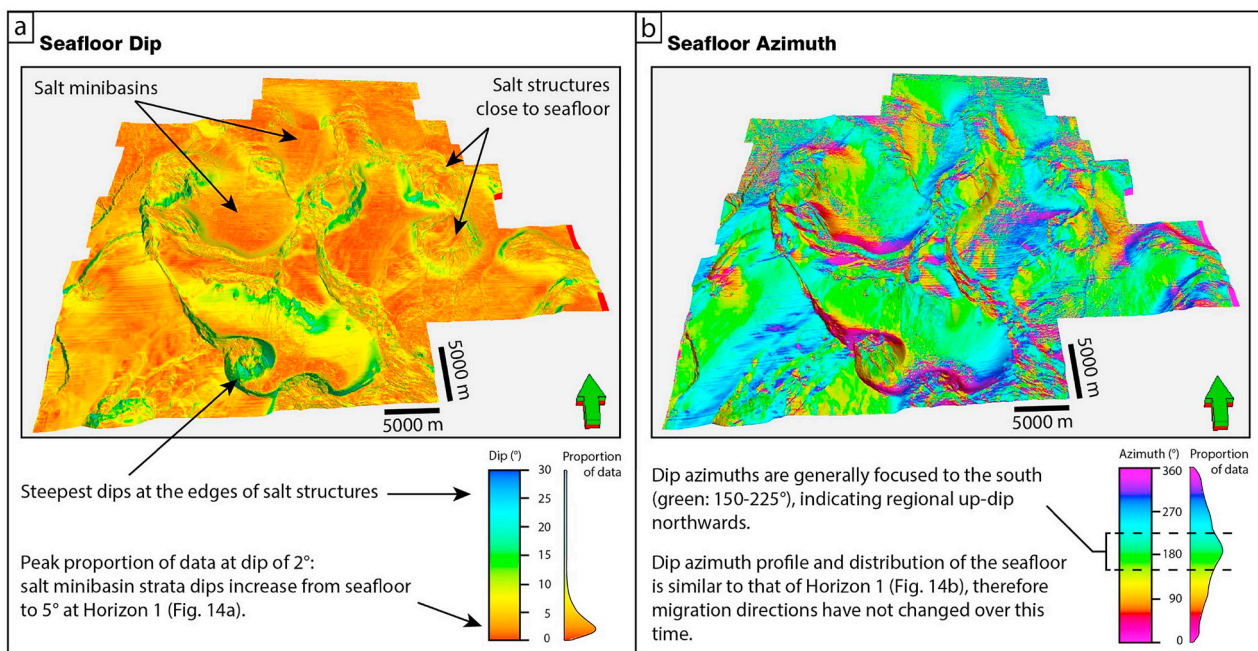 a
Seafloor Dip
Salt minibasins
Salt structures
close to seafloor
5000 m
5000 m
Steepest dips at the edges of salt structures
Peak proportion of data at dip of 2°:
salt minibasin strata dips increase from seafloor
to 5° at Horizon 1 (Fig. 14a).
Dip (°)
Proportion
of data
30
25
20
15
10
5
0
b
Seafloor Azimuth
5000 m
5000 m
Dip azimuths are generally focused to the south
(green: 150-225°), indicating regional up-dip
northwards.
Dip azimuth profile and distribution of the seafloor
is similar to that of Horizon 1 (Fig. 14b), therefore
migration directions have not changed over this
time.
Azimuth (°)
Proportion
of data
360
270
180
90
0